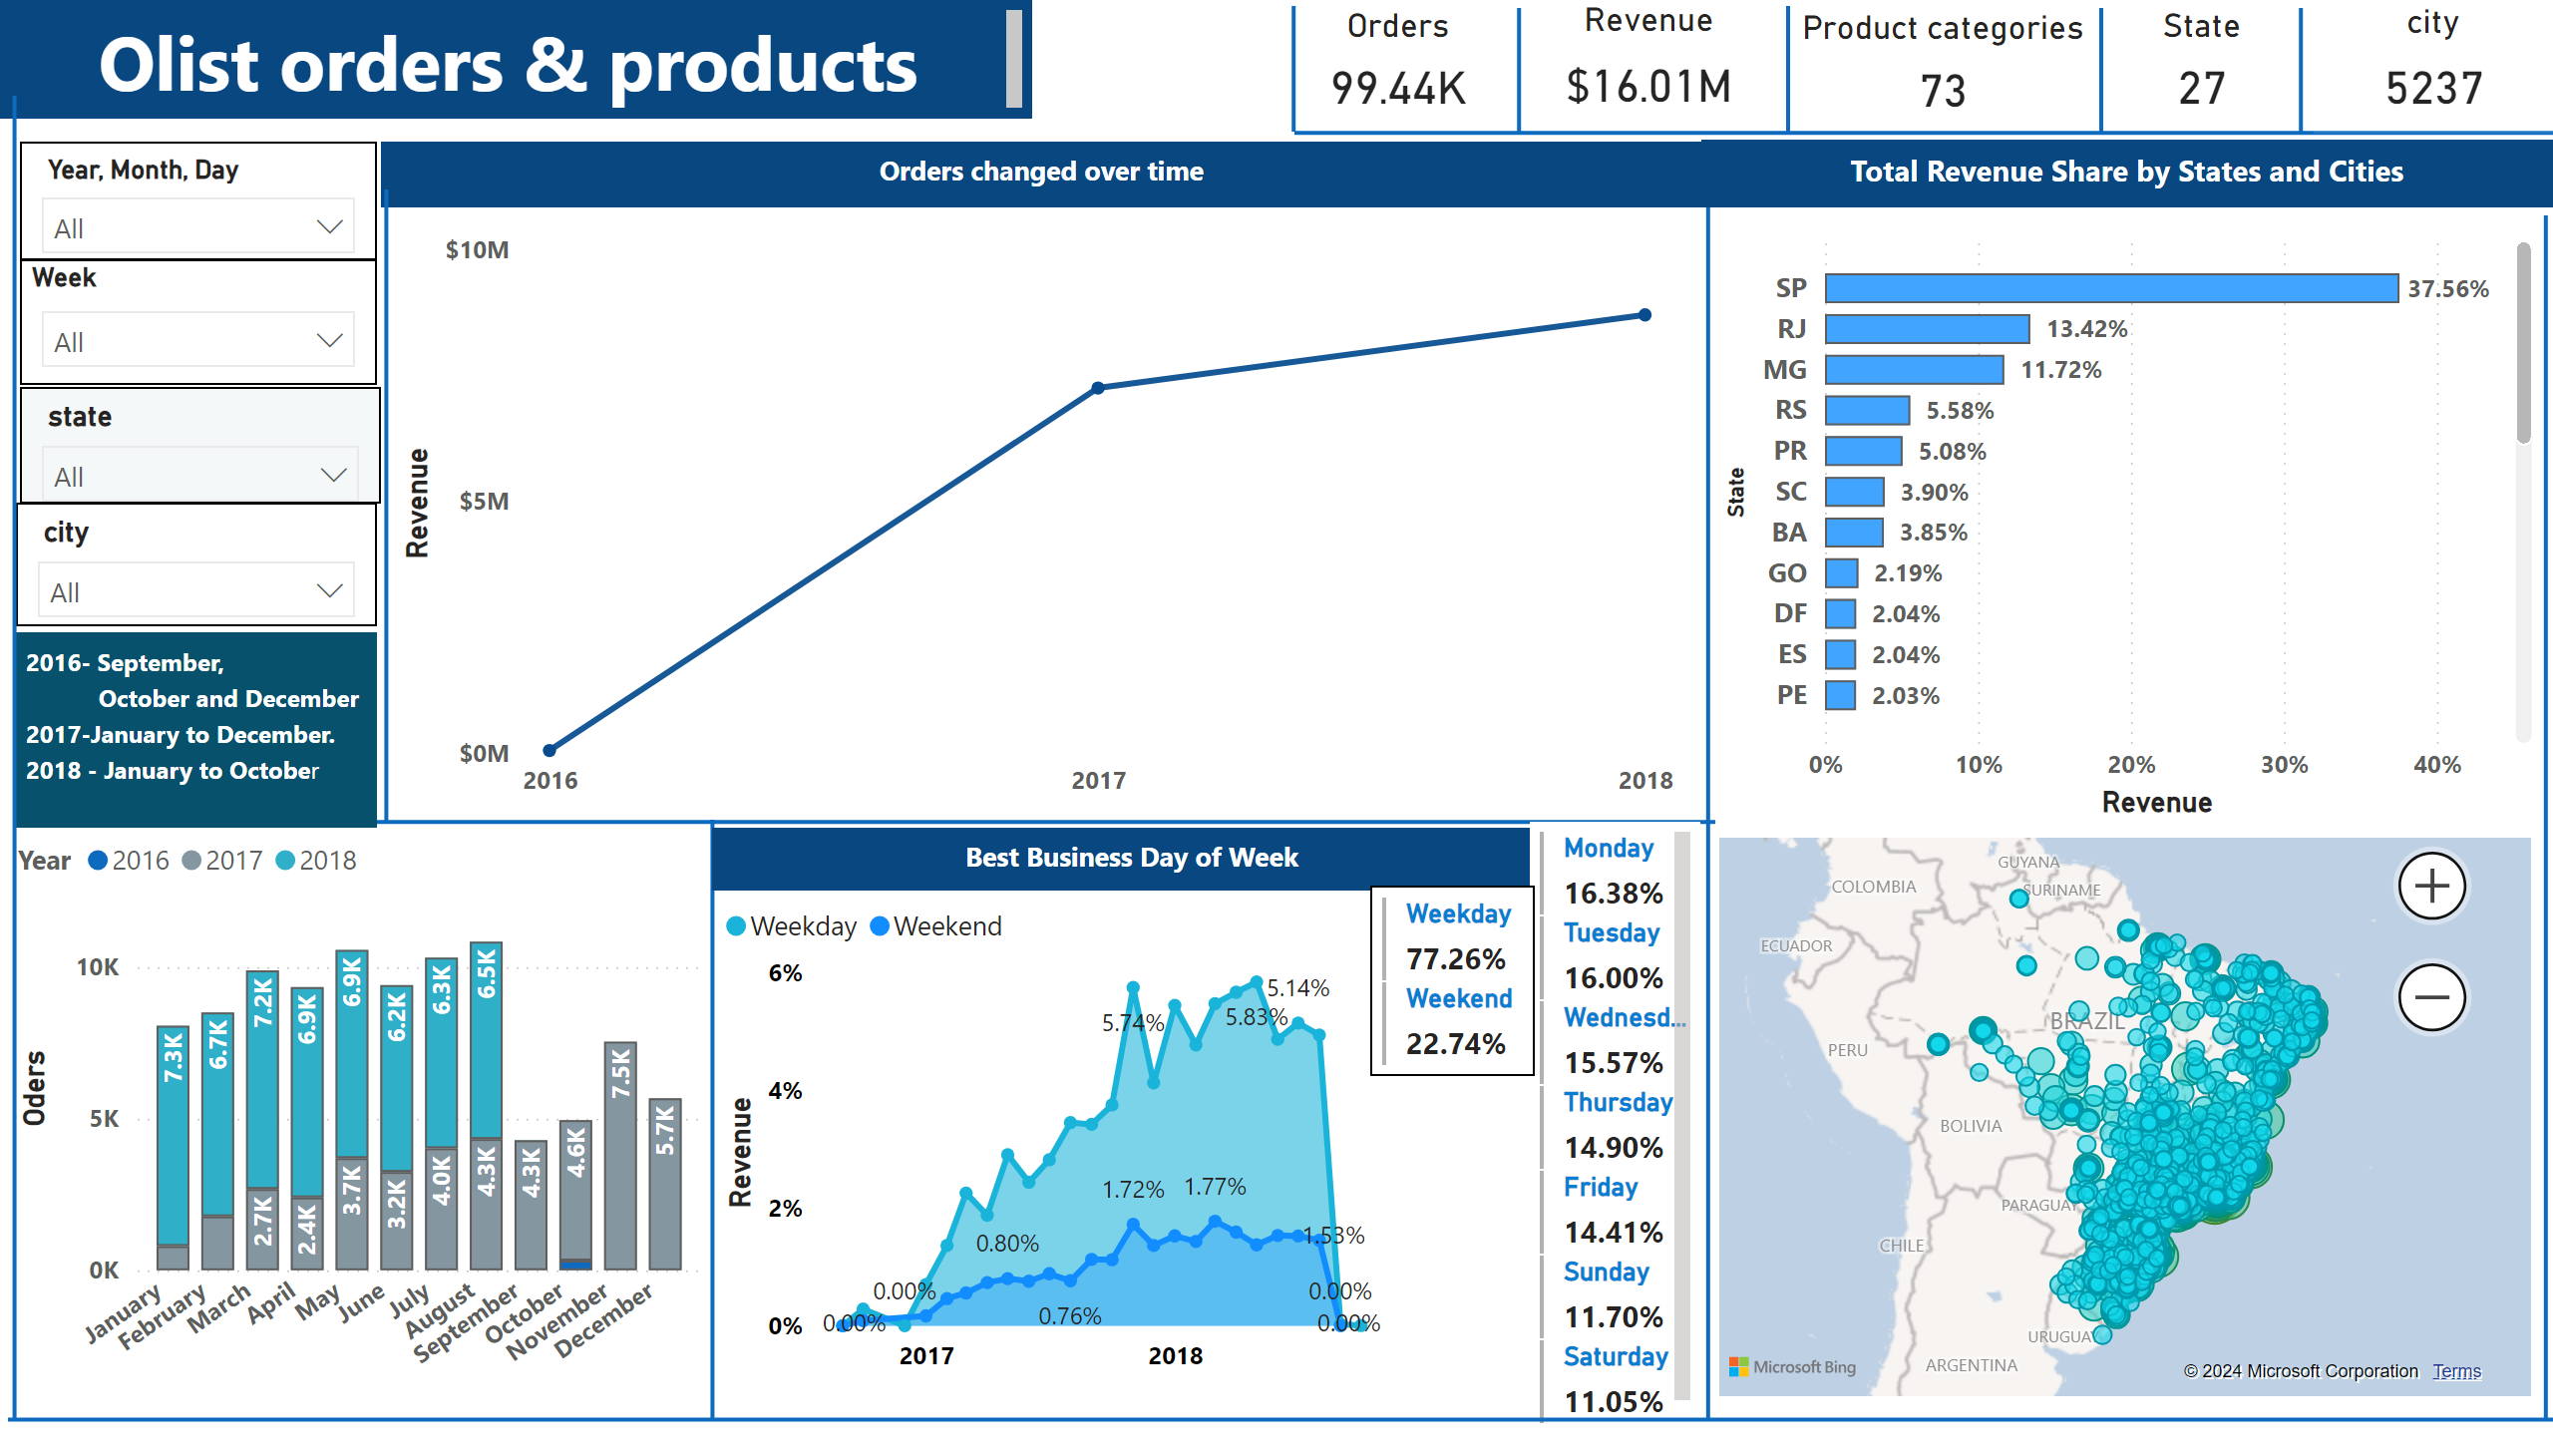 Olist orders & products
Orders
99.44K
Revenue
$16.01M
Product categories
73
State
27
city
5237
Year, Month, Day
All
Week
All
state
All
city
All
2016- September,
October and December
2017-January to December.
2018 - January to October
Orders changed over time
Revenue
$10M
$5M
$0M
2016
2017
2018
Total Revenue Share by States and Cities
State
SP 37.56%
RJ 13.42%
MG 11.72%
RS 5.58%
PR 5.08%
SC 3.90%
BA 3.85%
GO 2.19%
DF 2.04%
ES 2.04%
PE 2.03%
0% 10% 20% 30% 40%
Revenue
Year 2016 2017 2018
Oders
10K
5K
0K
7.3K
6.7K
7.2K
2.7K
6.9K
2.4K
6.9K
3.7K
6.2K
3.2K
6.3K
4.0K
6.5K
4.3K
4.3K
4.6K
7.5K
5.7K
January
February
March
April
May
June
July
August
September
October
November
December
Best Business Day of Week
Weekday Weekend
Revenue
6%
4%
2%
0%
5.74%
5.83%
5.14%
1.72%
1.77%
0.80%
0.76%
1.53%
0.00%
0.00%
0.00%
0.00%
2017
2018
Weekday
77.26%
Weekend
22.74%
Monday
16.38%
Tuesday
16.00%
Wednesd...
15.57%
Thursday
14.90%
Friday
14.41%
Sunday
11.70%
Saturday
11.05%
GUYANA
COLOMBIA
SURINAME
ECUADOR
BRAZIL
PERU
BOLIVIA
PARAGUAY
CHILE
URUGUAY
ARGENTINA
Microsoft Bing
© 2024 Microsoft Corporation Terms